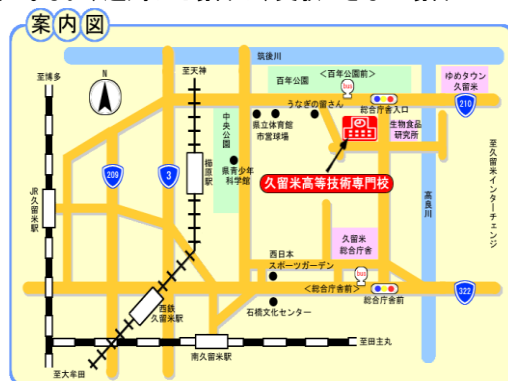 案内図
筑後川
至博多
N
至天神
百年公園
<百年公園前>
bus
ゆめタウン
久留米
210
うなぎの留さん
総合庁舎入口
中央公園
県立体育館
市営球場
生物食品
研究所
209
3
櫛原駅
県青少年
科学館
久留米高等技術専門校
高良川
至久留米インターチェンジ
JR久留米駅
久留米
総合庁舎
西日本
スポーツガーデン
bus
<総合庁舎前>
総合庁舎前
322
西鉄
久留米駅
石橋文化センター
南久留米駅
至田主丸
至大牟田